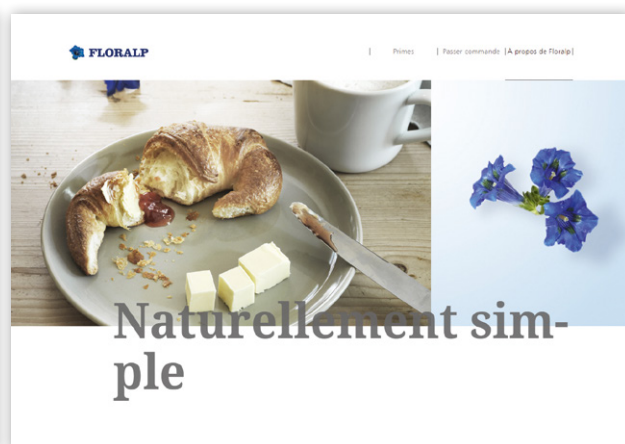 FLORALP
| Primes | Passer commande |A propos de Floralp|
Naturellement sim-
ple